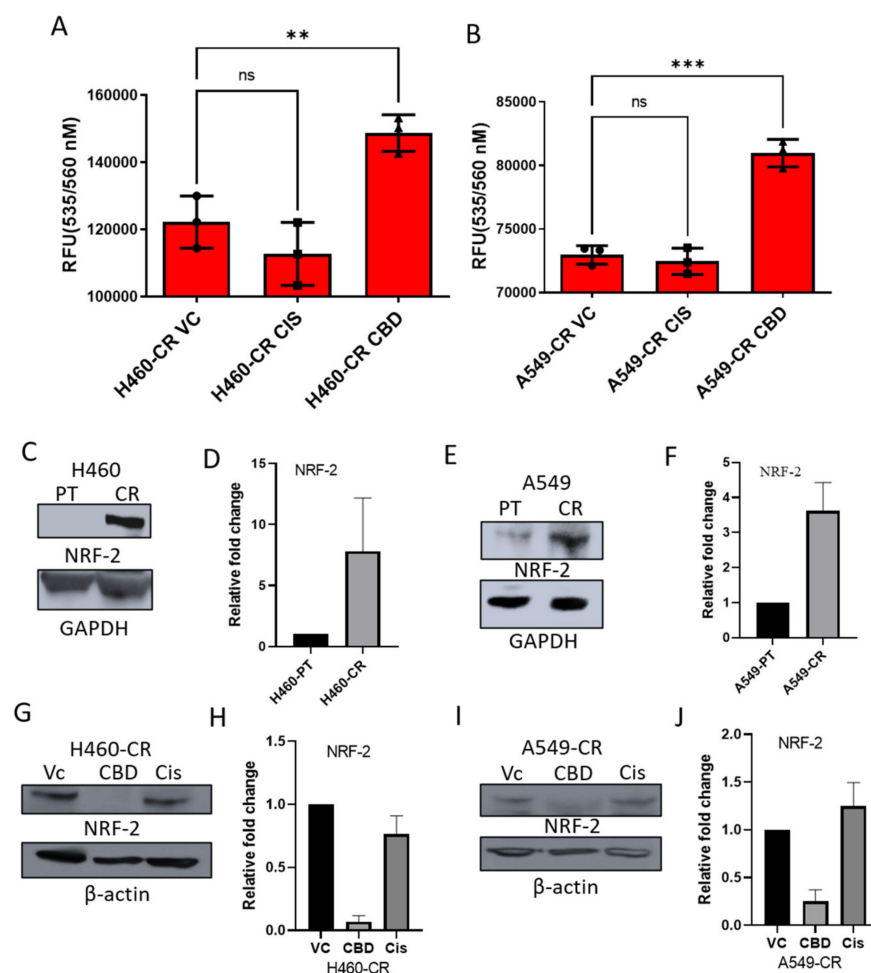 A
**
ns
160000
140000
120000
100000
RFU(535/560 nM)
H460-CR VC
H460-CR CIS
H460-CR CBD
B
***
ns
85000
80000
75000
70000
RFU(535/560 nM)
A549-CR VC
A549-CR CIS
A549-CR CBD
C
H460
PT CR
NRF-2
GAPDH
D
NRF-2
15
10
5
0
Relative fold change
H460-PT
H460-CR
E
A549
PT CR
NRF-2
GAPDH
F
NRF-2
5
4
3
2
1
0
Relative fold change
A549-PT
A549-CR
G
H460-CR
Vc CBD Cis
NRF-2
β-actin
H
NRF-2
1.5
1.0
0.5
0.0
Relative fold change
VC CBD Cis
H460-CR
I
A549-CR
Vc CBD Cis
NRF-2
β-actin
J
NRF-2
2.0
1.5
1.0
0.5
0.0
Relative fold change
VC CBD Cis
A549-CR